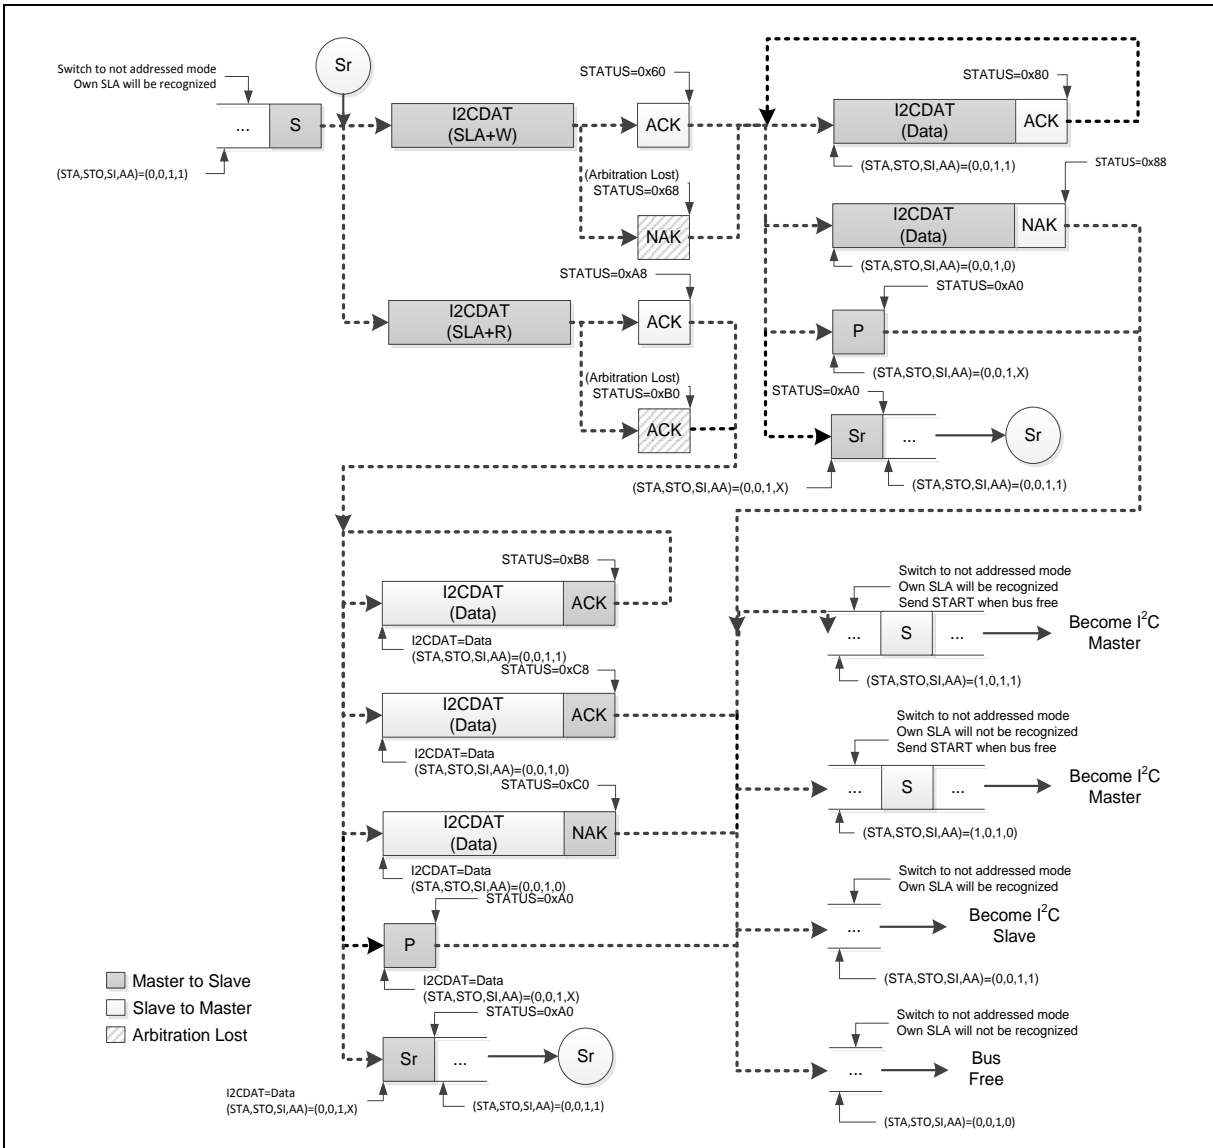 Switch to not addressed mode
Own SLA will be recognized
...
S
(STA,STO,SI,AA)=(0,0,1,1)
Sr
I2CDAT
(SLA+W)
STATUS=0x60
ACK
(Arbitration Lost)
STATUS=0x68
NAK
I2CDAT
(SLA+R)
STATUS=0xA8
ACK
(Arbitration Lost)
STATUS=0xB0
ACK
STATUS=0x80
I2CDAT
(Data)
ACK
(STA,STO,SI,AA)=(0,0,1,1)
STATUS=0x88
I2CDAT
(Data)
NAK
(STA,STO,SI,AA)=(0,0,1,0)
STATUS=0xA0
P
(STA,STO,SI,AA)=(0,0,1,X)
STATUS=0xA0
Sr
...
Sr
(STA,STO,SI,AA)=(0,0,1,X)
(STA,STO,SI,AA)=(0,0,1,1)
STATUS=0xB8
I2CDAT
(Data)
ACK
I2CDAT=Data
(STA,STO,SI,AA)=(0,0,1,1)
STATUS=0xC8
I2CDAT
(Data)
ACK
I2CDAT=Data
(STA,STO,SI,AA)=(0,0,1,0)
STATUS=0xC0
I2CDAT
(Data)
NAK
I2CDAT=Data
(STA,STO,SI,AA)=(0,0,1,0)
STATUS=0xA0
P
I2CDAT=Data
(STA,STO,SI,AA)=(0,0,1,X)
STATUS=0xA0
Sr
...
Sr
I2CDAT=Data
(STA,STO,SI,AA)=(0,0,1,X)
(STA,STO,SI,AA)=(0,0,1,1)
Switch to not addressed mode
Own SLA will be recognized
Send START when bus free
...
S
...
Become I²C
Master
(STA,STO,SI,AA)=(1,0,1,1)
Switch to not addressed mode
Own SLA will not be recognized
Send START when bus free
...
S
...
Become I²C
Master
(STA,STO,SI,AA)=(1,0,1,0)
Switch to not addressed mode
Own SLA will be recognized
...
Become I²C
Slave
(STA,STO,SI,AA)=(0,0,1,1)
Switch to not addressed mode
Own SLA will not be recognized
...
Bus
Free
(STA,STO,SI,AA)=(0,0,1,0)
Master to Slave
Slave to Master
Arbitration Lost